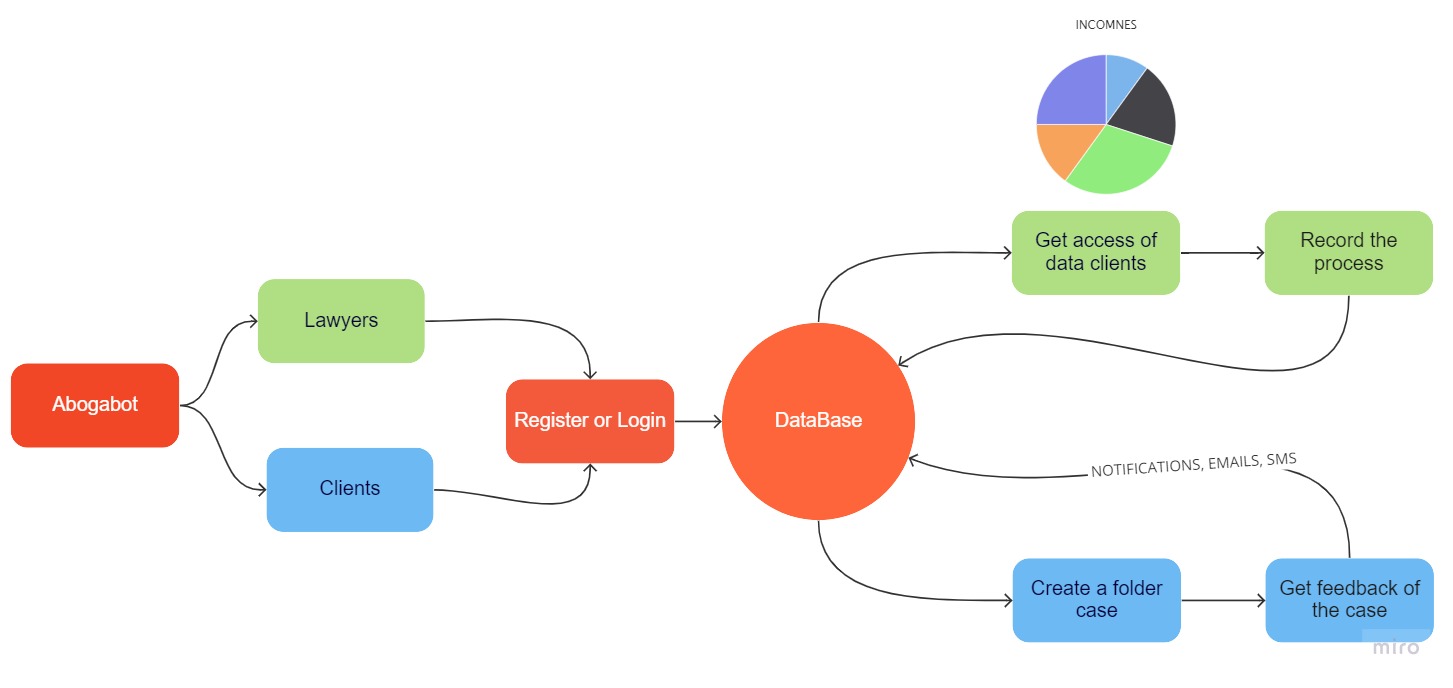 INCOMNES
Get access of
data clients
Record the
process
Lawyers
Abogabot
Register or Login
DataBase
Clients
NOTIFICATIONS, EMAILS, SMS
Create a folder
case
Get feedback of
the case
miro